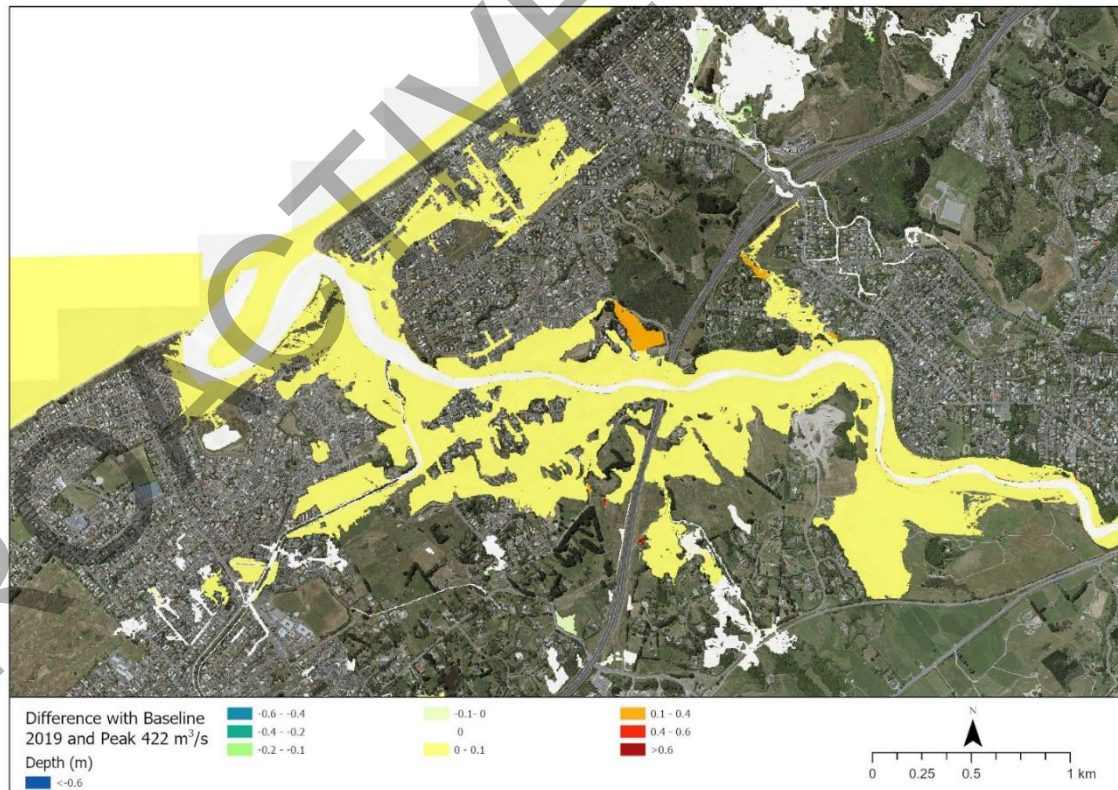 PROACTIVE
Difference with Baseline
2019 and Peak 422 m³/s
Depth (m)
<-0.6
-0.6 - -0.4
-0.4 - -0.2
-0.2 - -0.1
-0.1- 0
0
0 - 0.1
0.1 - 0.4
0.4 - 0.6
>0.6
N
0 0.25 0.5 1 km